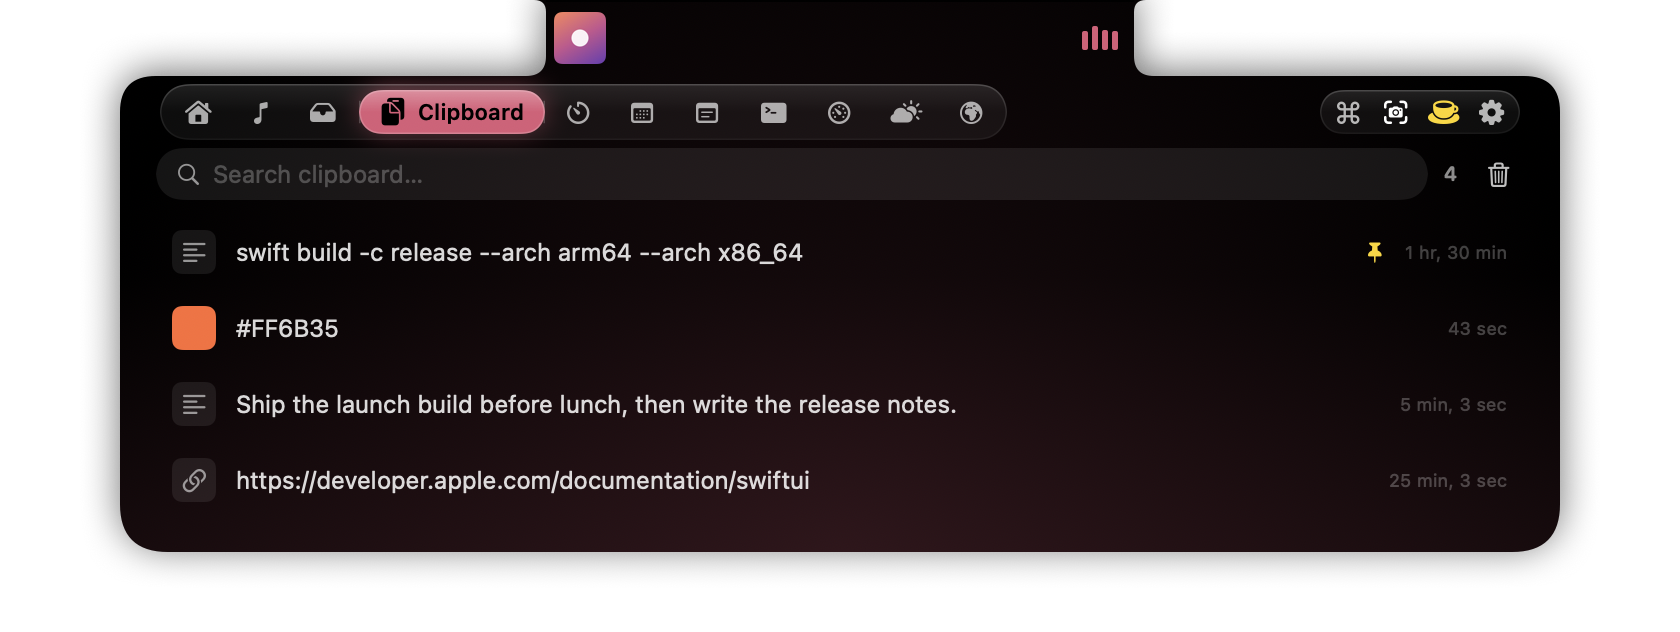 Clipboard
Search clipboard...
4
swift build -c release --arch arm64 --arch x86_64
1 hr, 30 min
#FF6B35
43 sec
Ship the launch build before lunch, then write the release notes.
5 min, 3 sec
https://developer.apple.com/documentation/swiftui
25 min, 3 sec